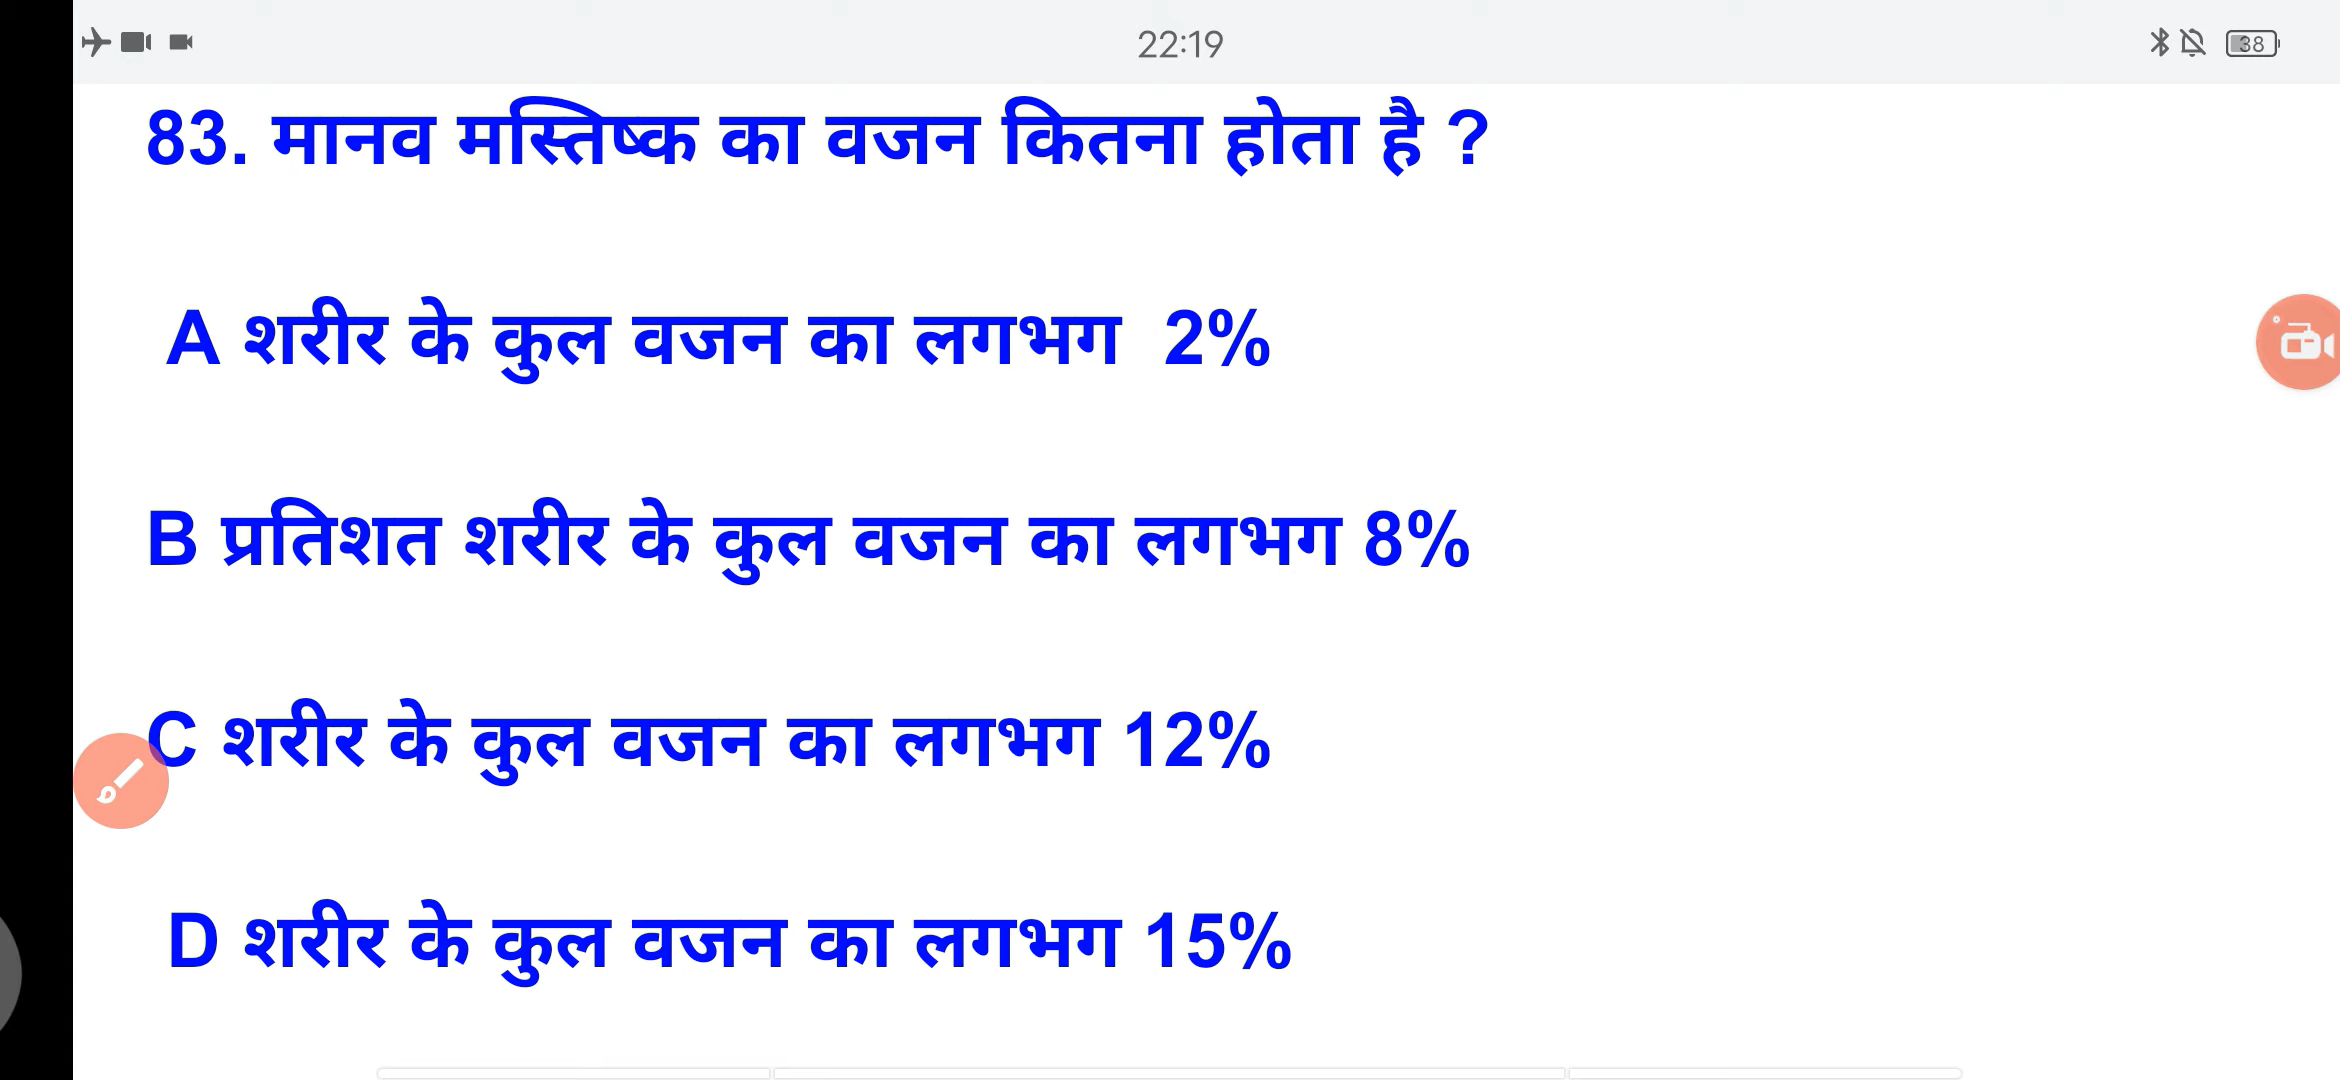 22:19
38
83. मानव मस्तिष्क का वजन कितना होता है ?
A शरीर के कुल वजन का लगभग 2%
B प्रतिशत शरीर के कुल वजन का लगभग 8%
C शरीर के कुल वजन का लगभग 12%
D शरीर के कुल वजन का लगभग 15%